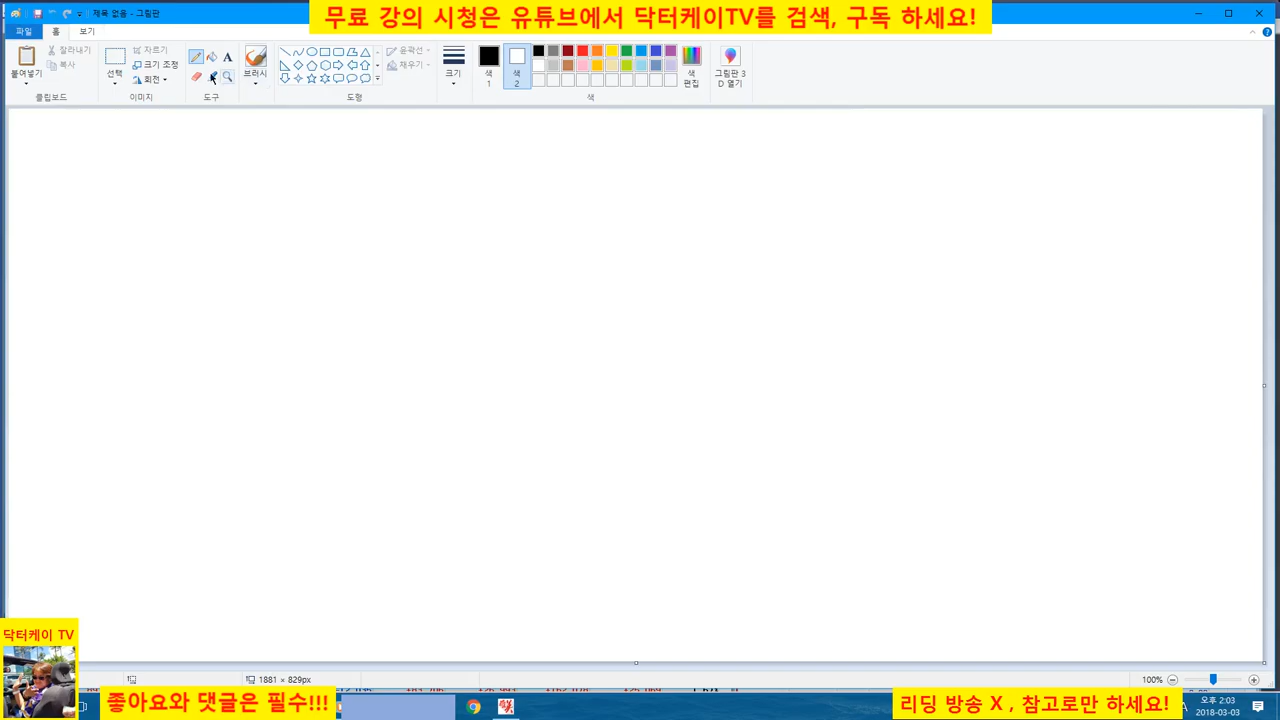 무료 강의 시청은 유튜브에서 닥터케이TV를 검색, 구독 하세요!
제목 없음 - 그림판
파일 홈 보기
붙여넣기
잘라내기
복사
클립보드
선택
자르기
크기 조정
회전
이미지
A
도구
브러시
윤곽선
채우기
도형
크기
색
1
색
2
색
편집
색
그림판 3
D 열기
닥터케이 TV
1881 × 829px
100%
좋아요와 댓글은 필수!!!
리딩 방송 X , 참고로만 하세요!
오후 2:03
2018-03-03